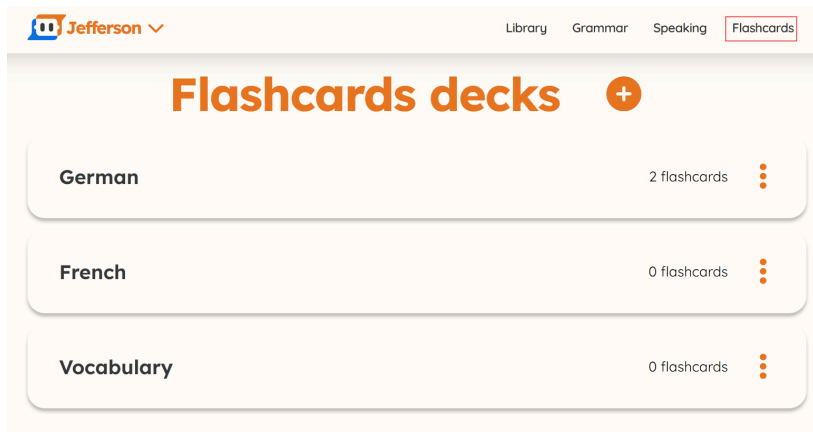 Jefferson Library Grammar Speaking Flashcards
Flashcards decks
German 2 flashcards
French 0 flashcards
Vocabulary 0 flashcards